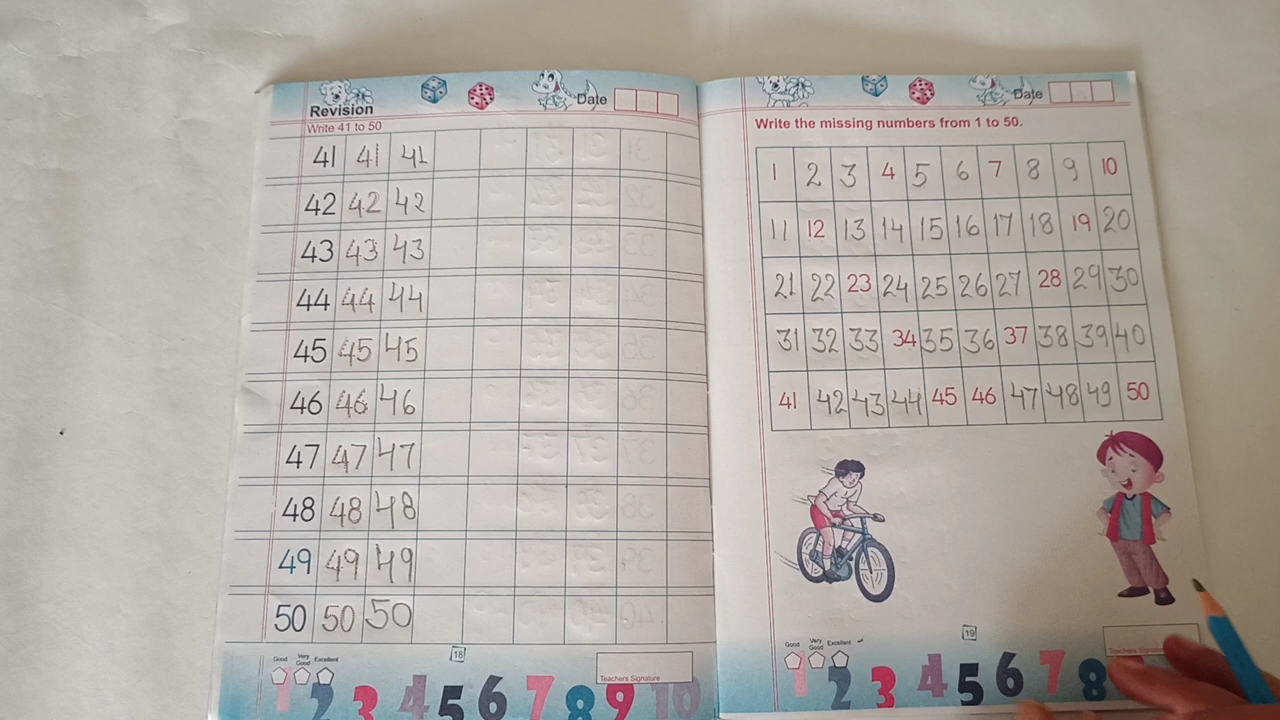 Revision
Date
Write 41 to 50
41 41 41
42 42 42
43 43 43
44 44 44
45 45 45
46 46 46
47 47 47
48 48 48
49 49 49
50 50 50
Good Very Good Excellent
18
Teachers Signature
1 2 3 4 5 6 7 8 9 10
Date
Write the missing numbers from 1 to 50.
1 2 3 4 5 6 7 8 9 10
11 12 13 14 15 16 17 18 19 20
21 22 23 24 25 26 27 28 29 30
31 32 33 34 35 36 37 38 39 40
41 42 43 44 45 46 47 48 49 50
Good Very Good Excellent
19
Teachers Signature
1 2 3 4 5 6 7 8